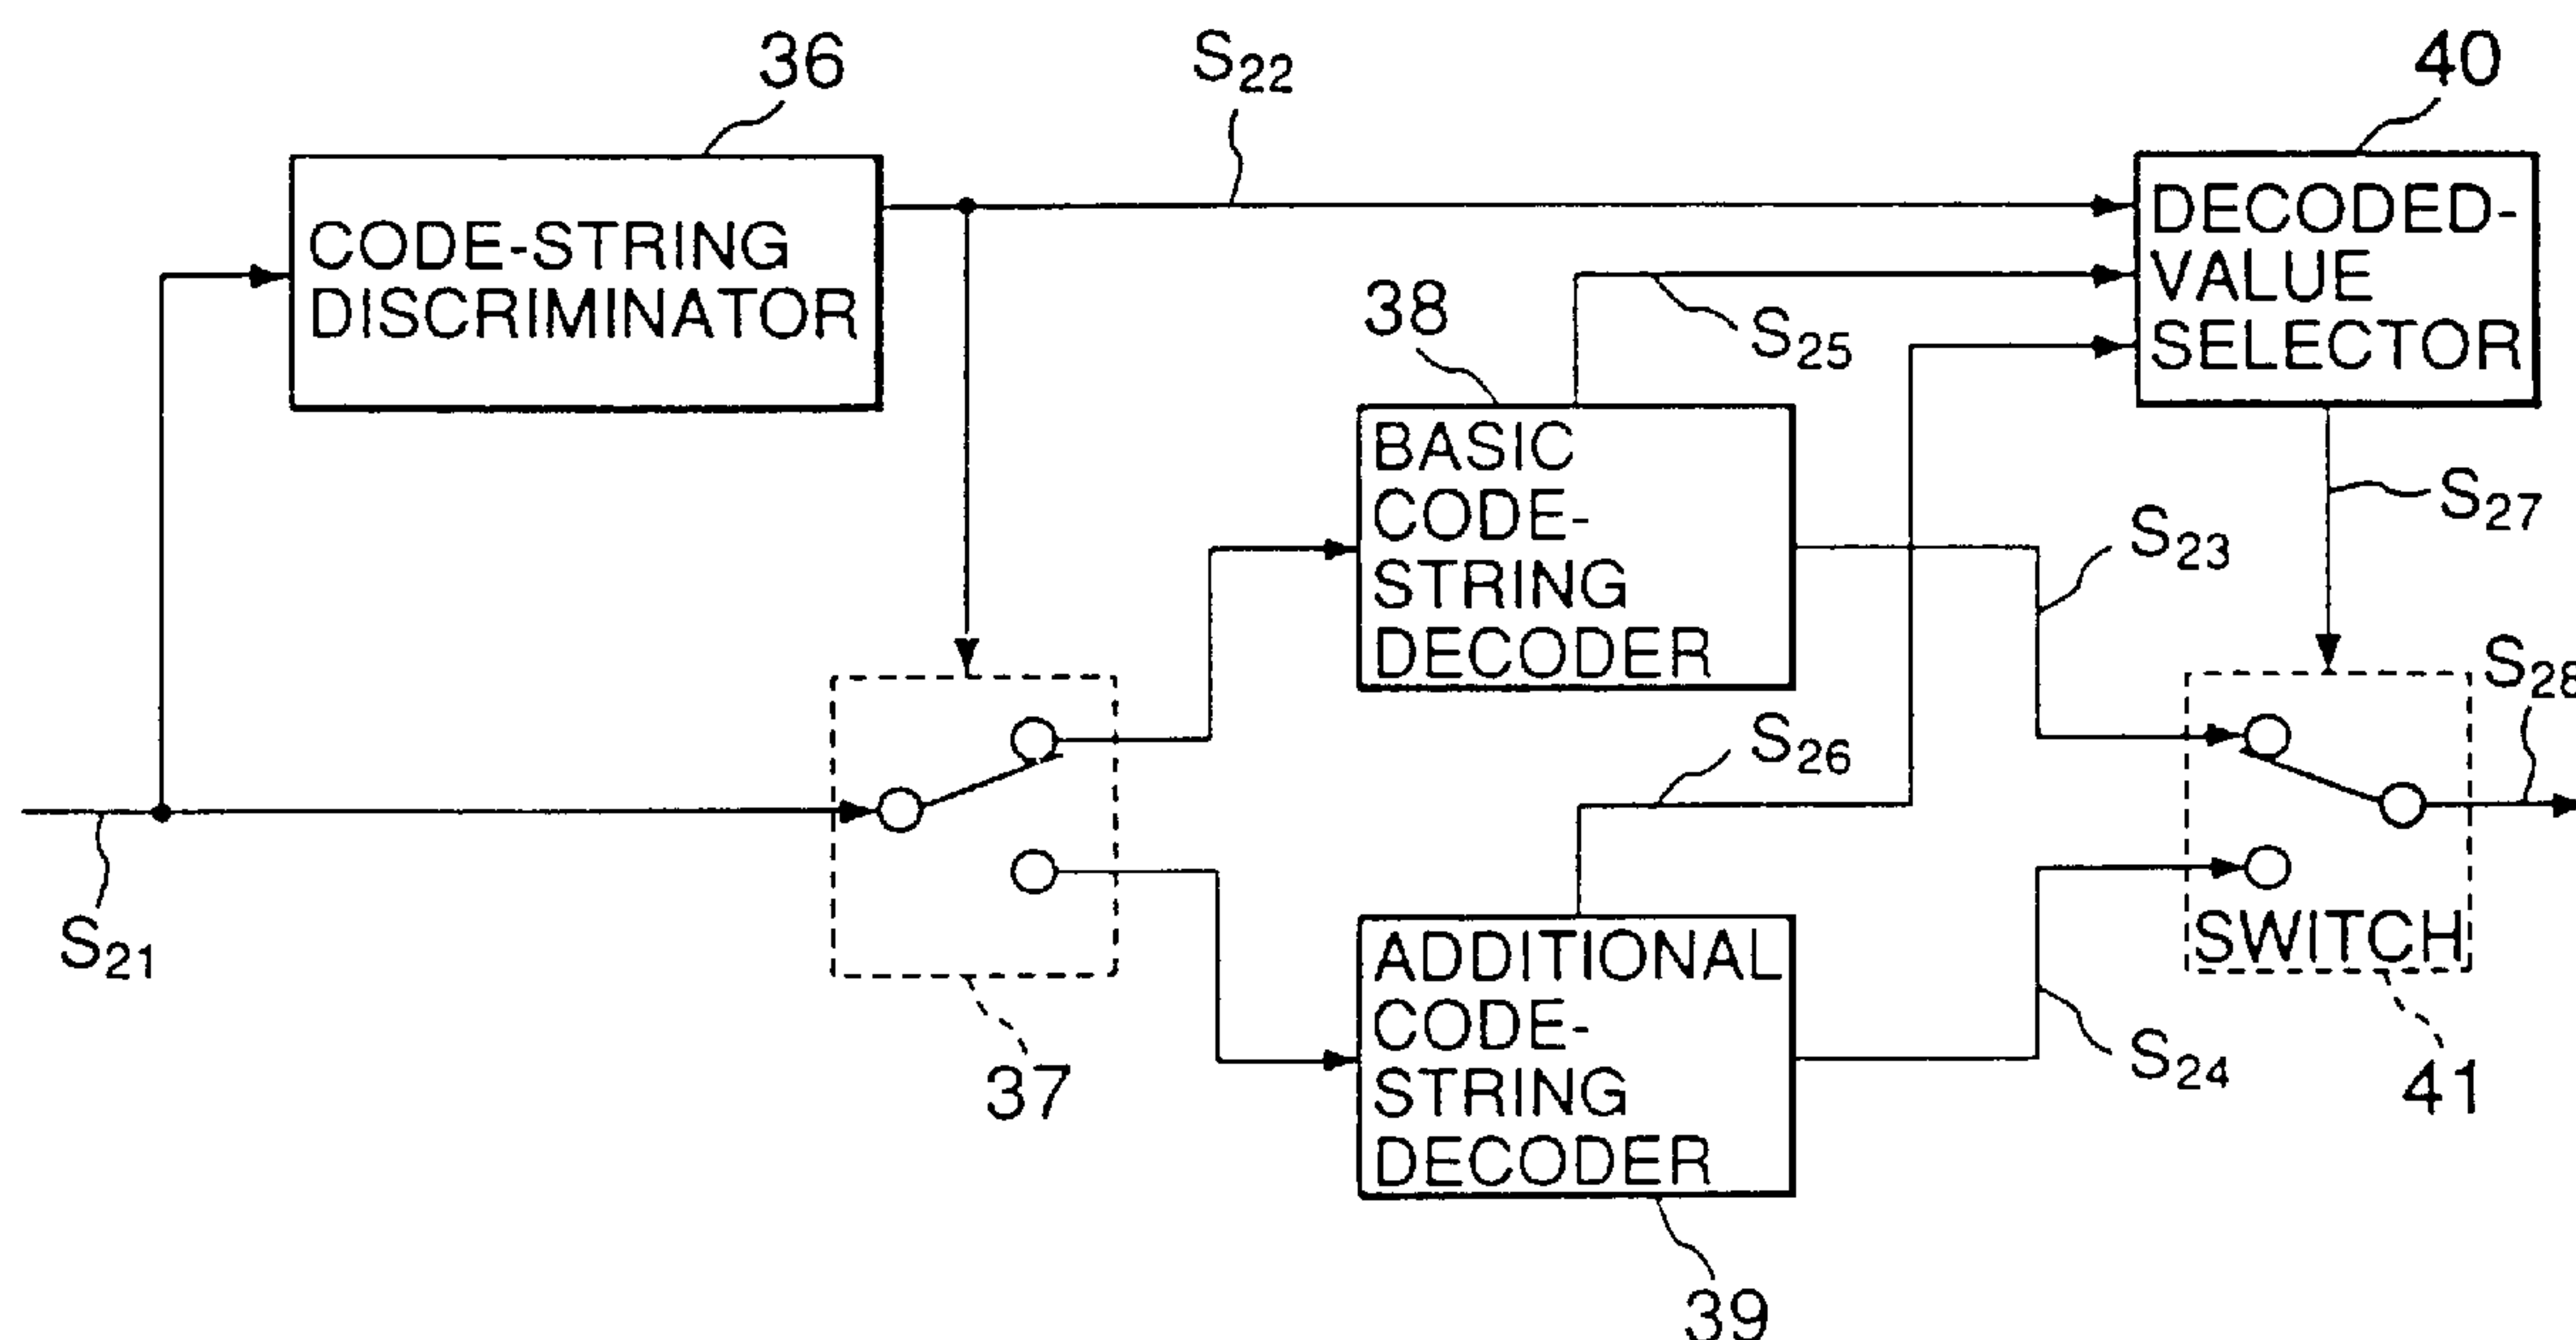 36
S22
40
CODE-STRING
DISCRIMINATOR
DECODED-
VALUE
SELECTOR
38
S25
BASIC
CODE-
STRING
DECODER
S27
S23
S28
S26
S21
ADDITIONAL
CODE-
STRING
DECODER
SWITCH
37
S24
41
39